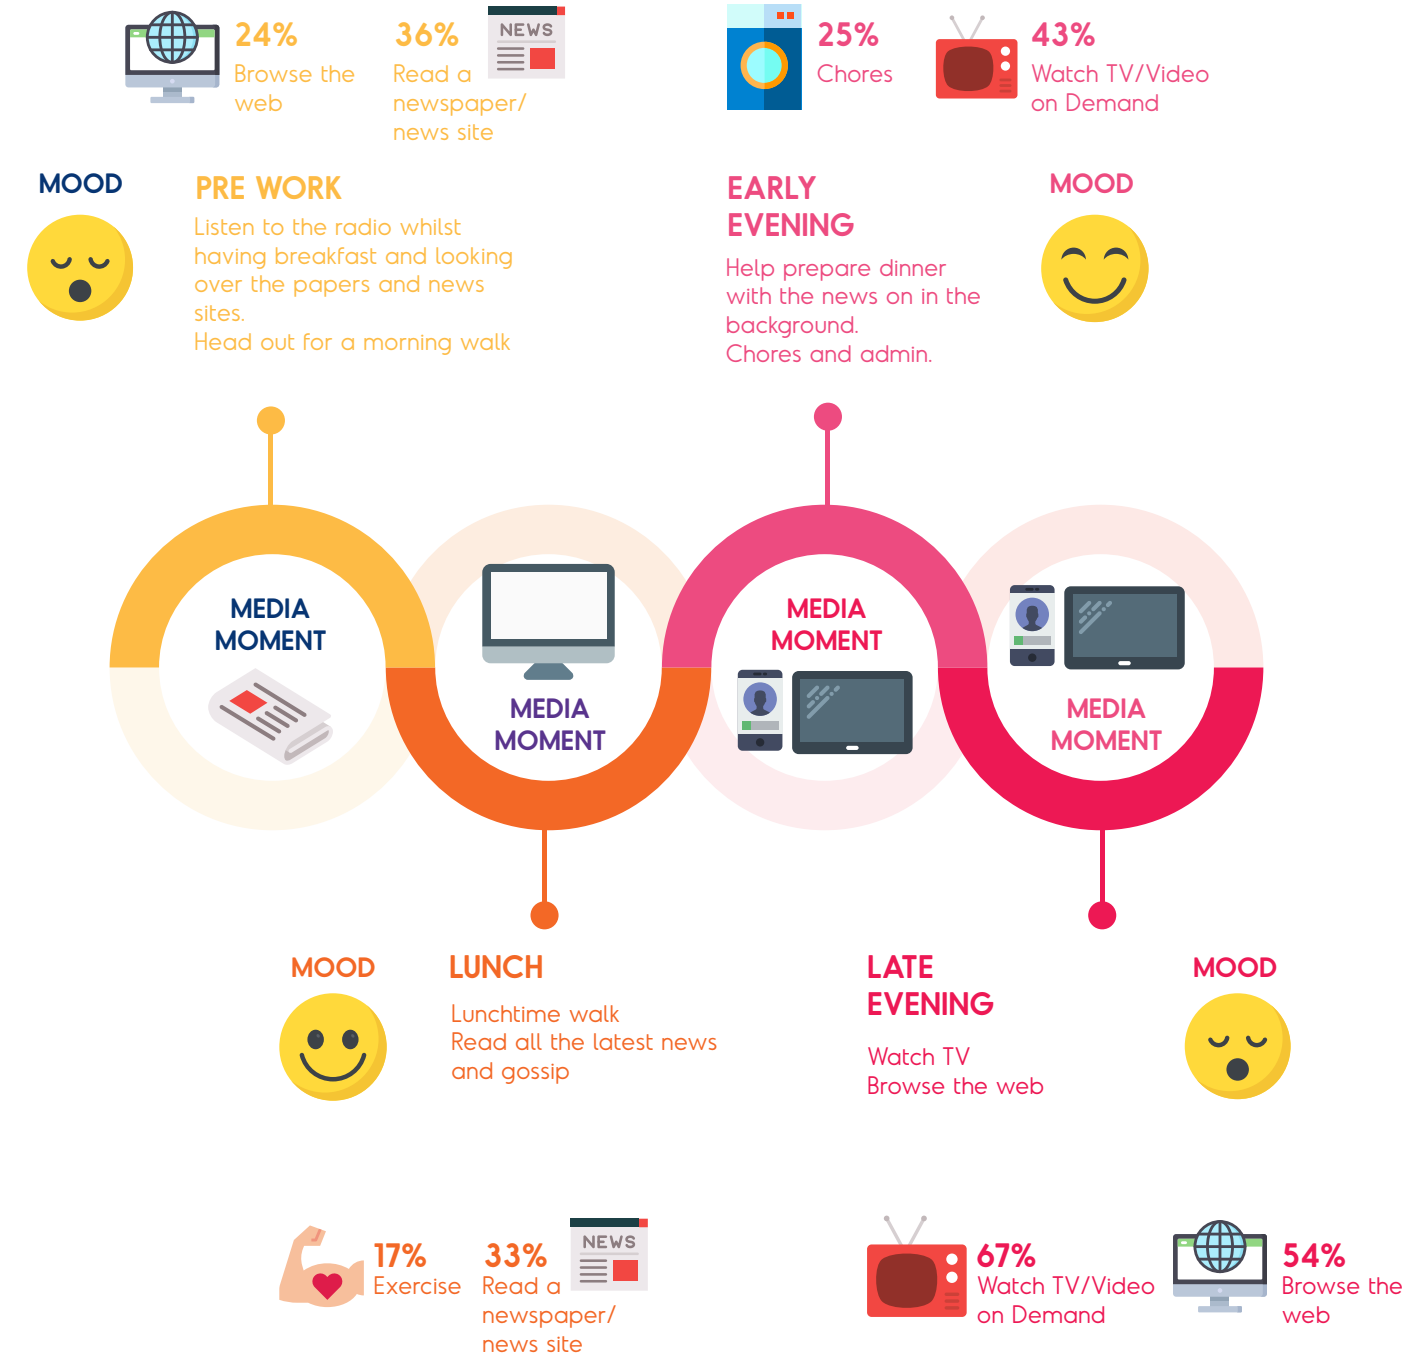 24%
Browse the
web
36%
Read a
newspaper/
news site
NEWS
25%
Chores
43%
Watch TV/Video
on Demand
MOOD
PRE WORK
Listen to the radio whilst
having breakfast and looking
over the papers and news
sites.
Head out for a morning walk
EARLY
EVENING
Help prepare dinner
with the news on in the
background.
Chores and admin.
MOOD
MEDIA
MOMENT
MEDIA
MOMENT
MEDIA
MOMENT
MEDIA
MOMENT
MOOD
LUNCH
Lunchtime walk
Read all the latest news
and gossip
LATE
EVENING
Watch TV
Browse the web
MOOD
17%
Exercise
33%
Read a
newspaper/
news site
NEWS
67%
Watch TV/Video
on Demand
54%
Browse the
web